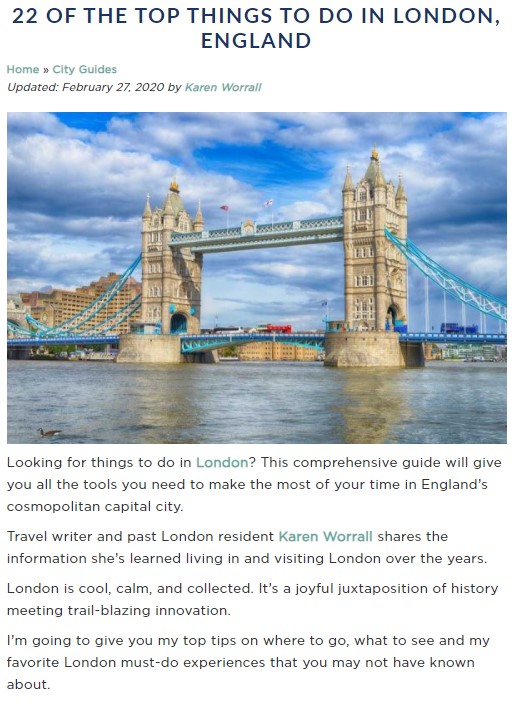 22 OF THE TOP THINGS TO DO IN LONDON,
ENGLAND
Home » City Guides
Updated: February 27, 2020 by Karen Worrall
Looking for things to do in London? This comprehensive guide will give
you all the tools you need to make the most of your time in England's
cosmopolitan capital city.
Travel writer and past London resident Karen Worrall shares the
information she's learned living in and visiting London over the years.
London is cool, calm, and collected. It's a joyful juxtaposition of history
meeting trail-blazing innovation.
I'm going to give you my top tips on where to go, what to see and my
favorite London must-do experiences that you may not have known
about.